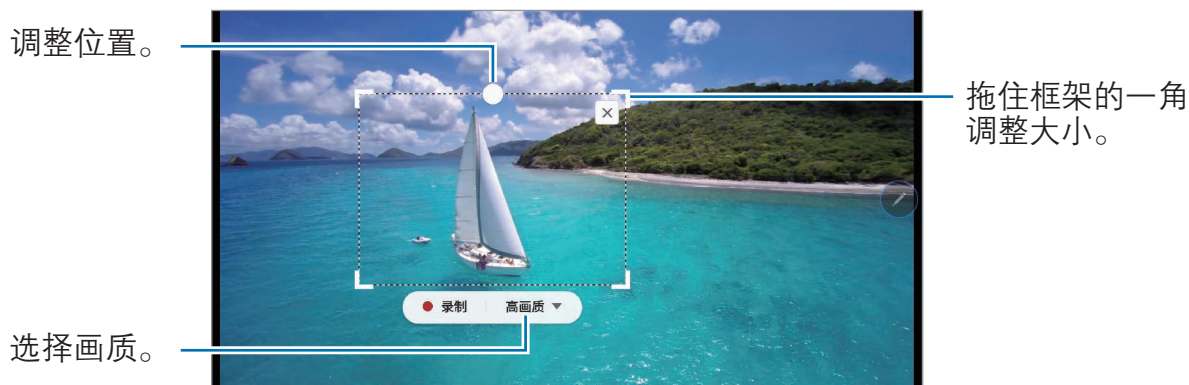 调整位置。
拖住框架的一角
调整大小。
录制 高画质
选择画质。